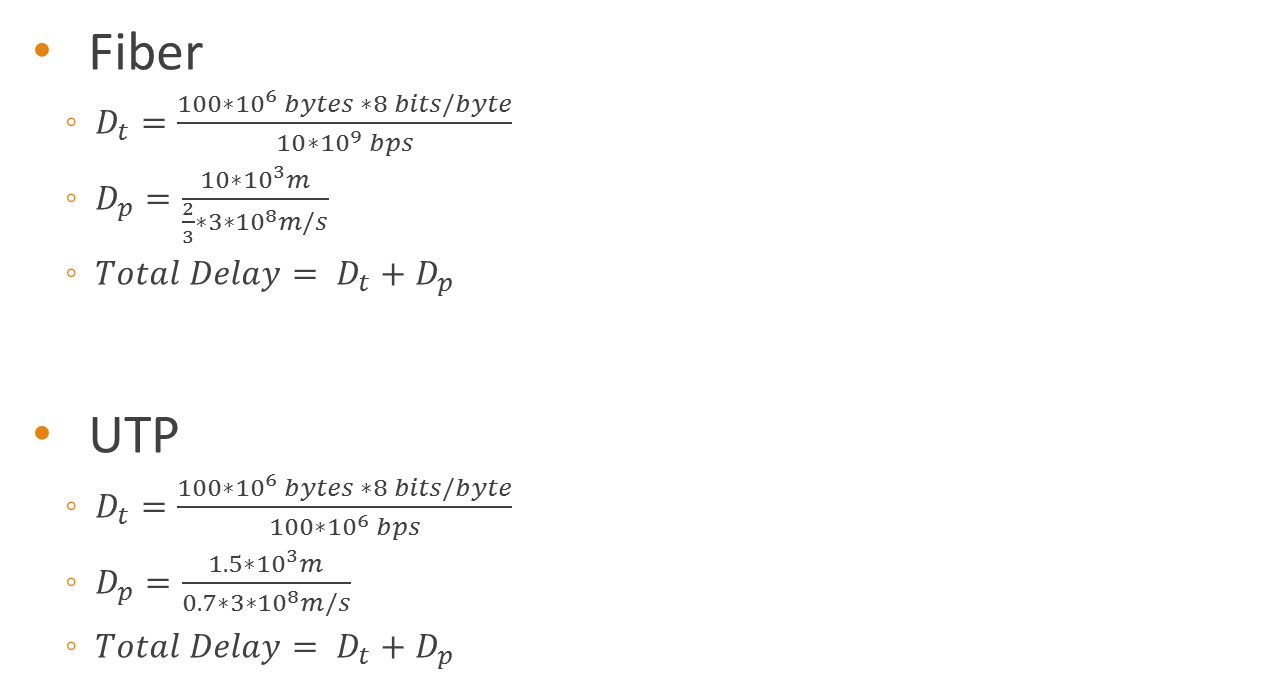 • Fiber
◦ D_t = (100*10^6 bytes *8 bits/byte)/(10*10^9 bps)
◦ D_p = (10*10^3 m)/(2/3*3*10^8 m/s)
◦ Total Delay = D_t + D_p
• UTP
◦ D_t = (100*10^6 bytes *8 bits/byte)/(100*10^6 bps)
◦ D_p = (1.5*10^3 m)/(0.7*3*10^8 m/s)
◦ Total Delay = D_t + D_p